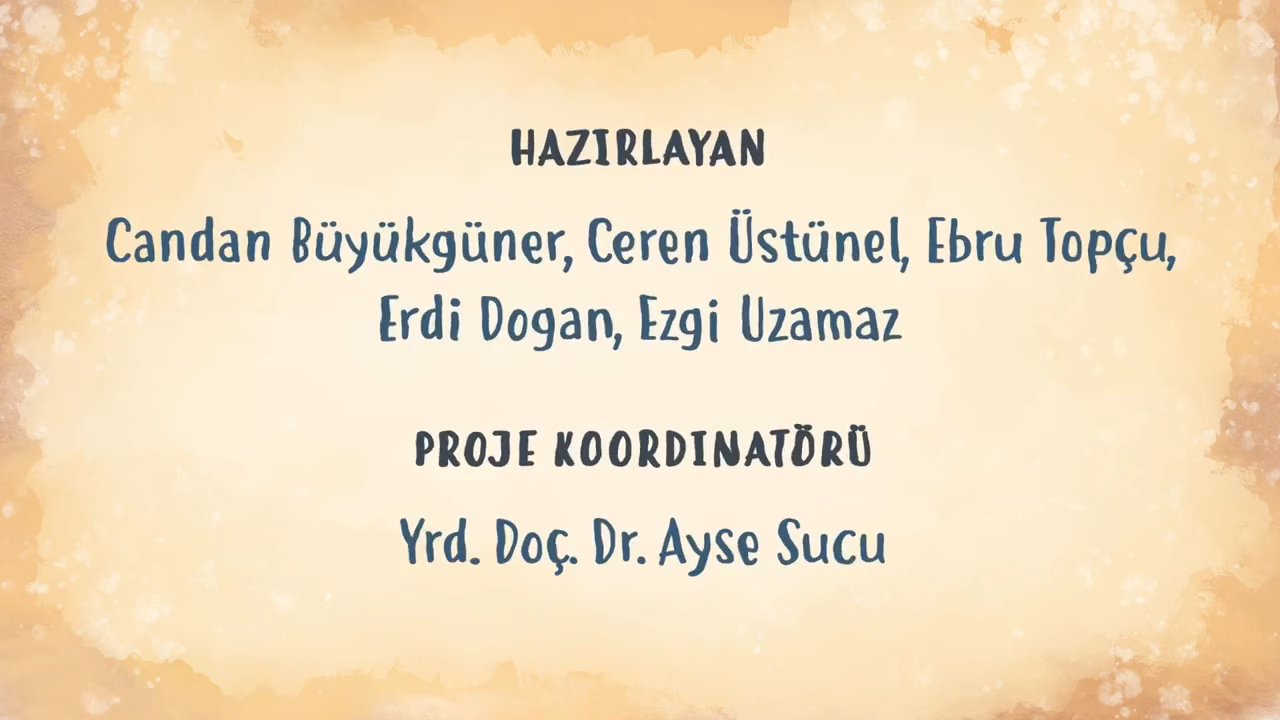 HAZIRLAYAN
Candan Büyükgüner, Ceren Üstünel, Ebru Topçu,
Erdi Dogan, Ezgi Uzamaz
PROJE KOORDINATÖRÜ
Yrd. Doç. Dr. Ayse Sucu